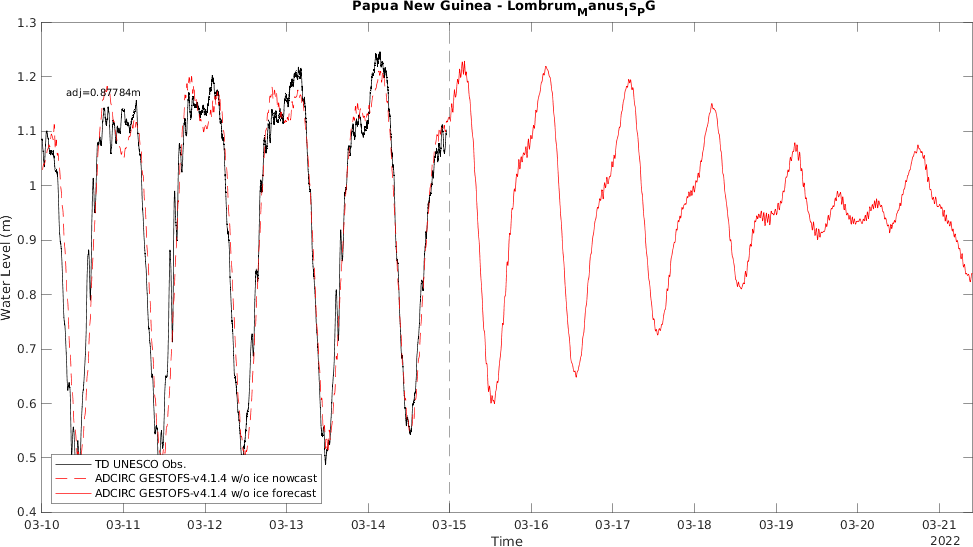 Papua New Guinea - LombrumManusIsPG
1.3
1.2
1.1
1
0.9
0.8
0.7
0.6
0.5
0.4
Water Level (m)
adj=0.87784m
TD UNESCO Obs.
ADCIRC GESTOFS-v4.1.4 w/o ice nowcast
ADCIRC GESTOFS-v4.1.4 w/o ice forecast
03-10 03-11 03-12 03-13 03-14 03-15 03-16 03-17 03-18 03-19 03-20 03-21
Time
2022